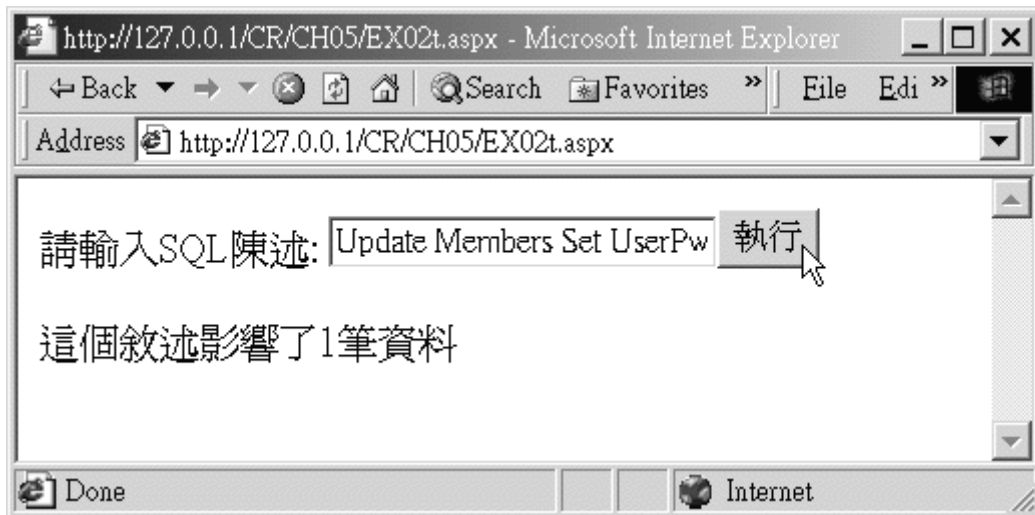 http://127.0.0.1/CR/CH05/EX02t.aspx - Microsoft Internet Explorer
Back Search Favorites » File Edi »
Address http://127.0.0.1/CR/CH05/EX02t.aspx
請輸入SQL陳述: Update Members Set UserPw 執行
這個敘述影響了1筆資料
Done Internet